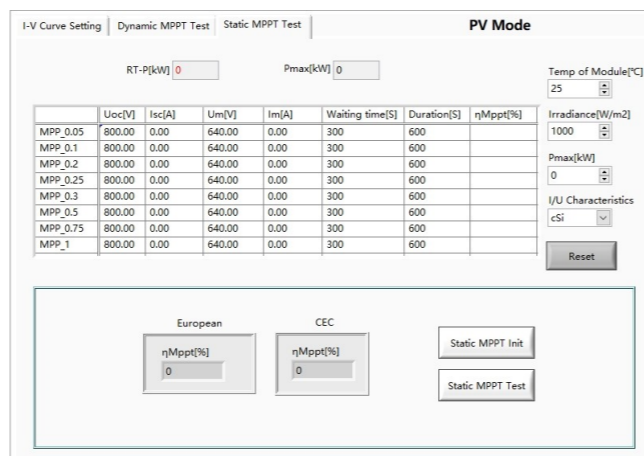 I-V Curve Setting Dynamic MPPT Test Static MPPT Test PV Mode
RT-P[kW] 0 Pmax[kW] 0
Temp of Module[℃]
25
Uoc[V] Isc[A] Um[V] Im[A] Waiting time[S] Duration[S] ηMppt[%]
MPP_0.05 800.00 0.00 640.00 0.00 300 600
MPP_0.1 800.00 0.00 640.00 0.00 300 600
MPP_0.2 800.00 0.00 640.00 0.00 300 600
MPP_0.25 800.00 0.00 640.00 0.00 300 600
MPP_0.3 800.00 0.00 640.00 0.00 300 600
MPP_0.5 800.00 0.00 640.00 0.00 300 600
MPP_0.75 800.00 0.00 640.00 0.00 300 600
MPP_1 800.00 0.00 640.00 0.00 300 600
Irradiance[W/m2]
1000
Pmax[kW]
0
I/U Characteristics
cSi
Reset
European
ηMppt[%]
0
CEC
ηMppt[%]
0
Static MPPT Init
Static MPPT Test